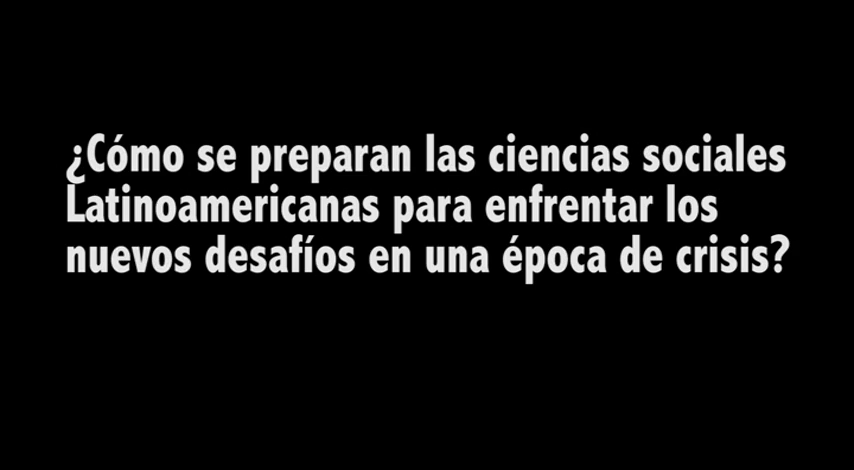 ¿Cómo se preparan las ciencias sociales
Latinoamericanas para enfrentar los
nuevos desafíos en una época de crisis?